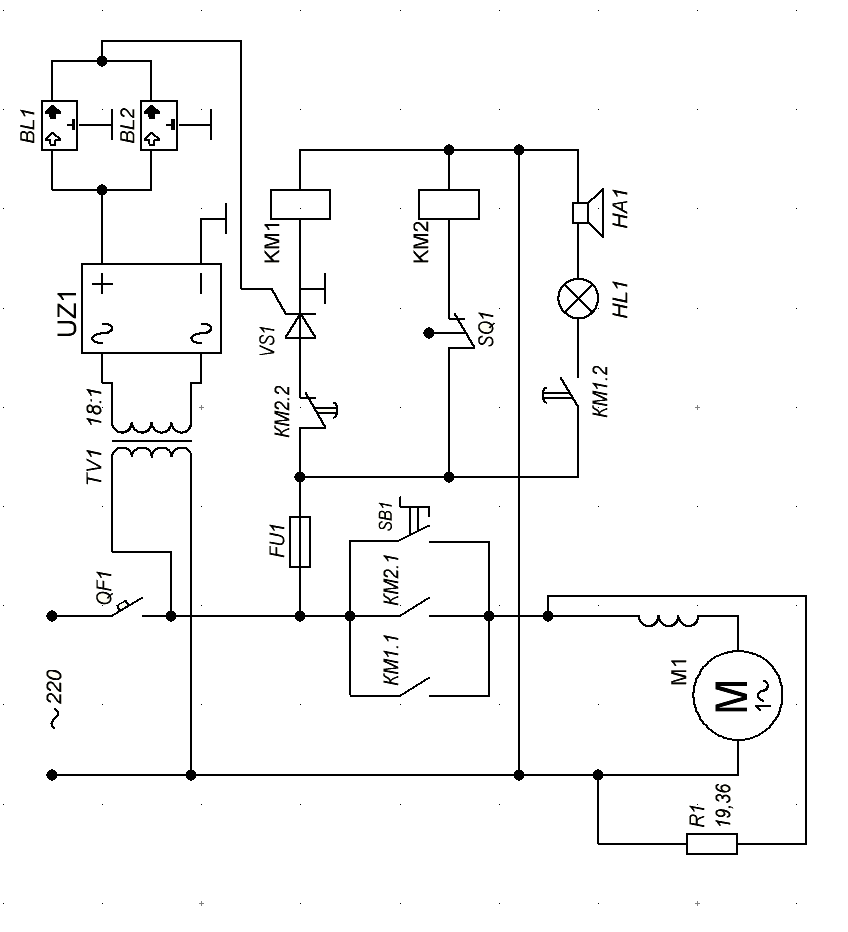 BL1
BL2
UZ1
+
−
~
~
18:1
TV1
KM1
VS1
KM2.2
KM2
SQ1
HA1
HL1
KM1.2
FU1
SB1
QF1
KM2.1
KM1.1
~220
M1
M
1~
R1
19,36